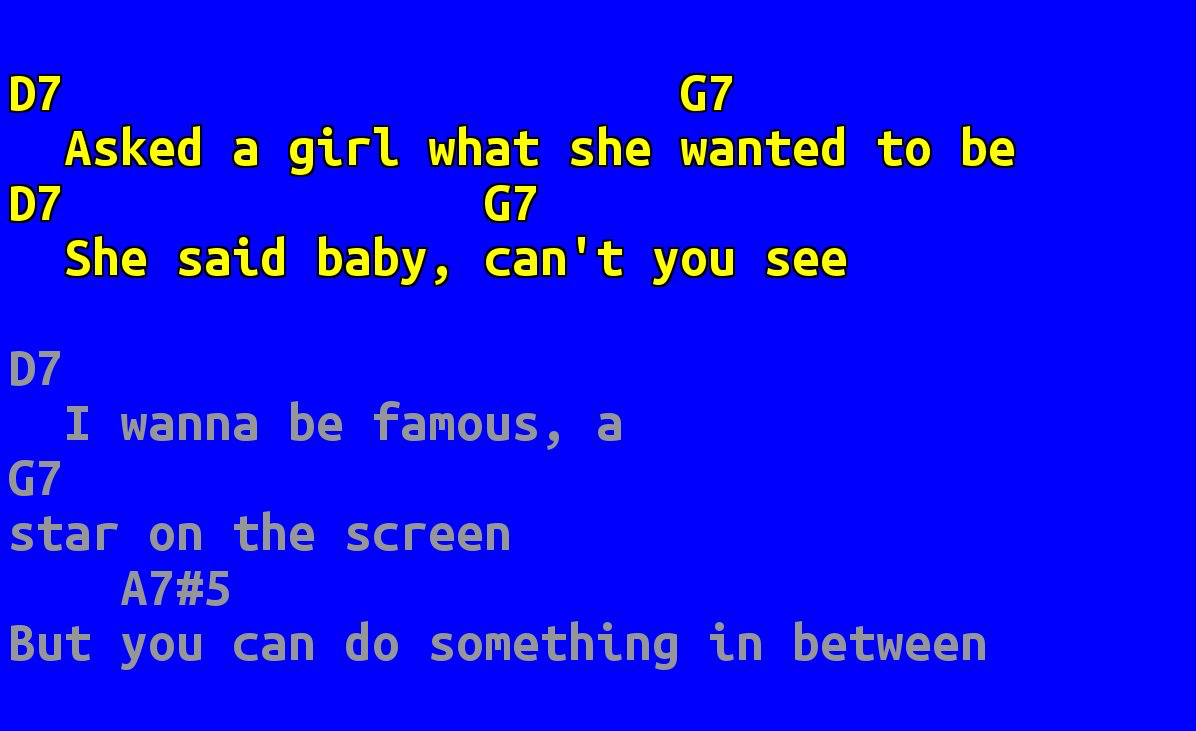 D7                      G7
  Asked a girl what she wanted to be
D7               G7
  She said baby, can't you see
D7
  I wanna be famous, a
G7
star on the screen
    A7#5
But you can do something in between